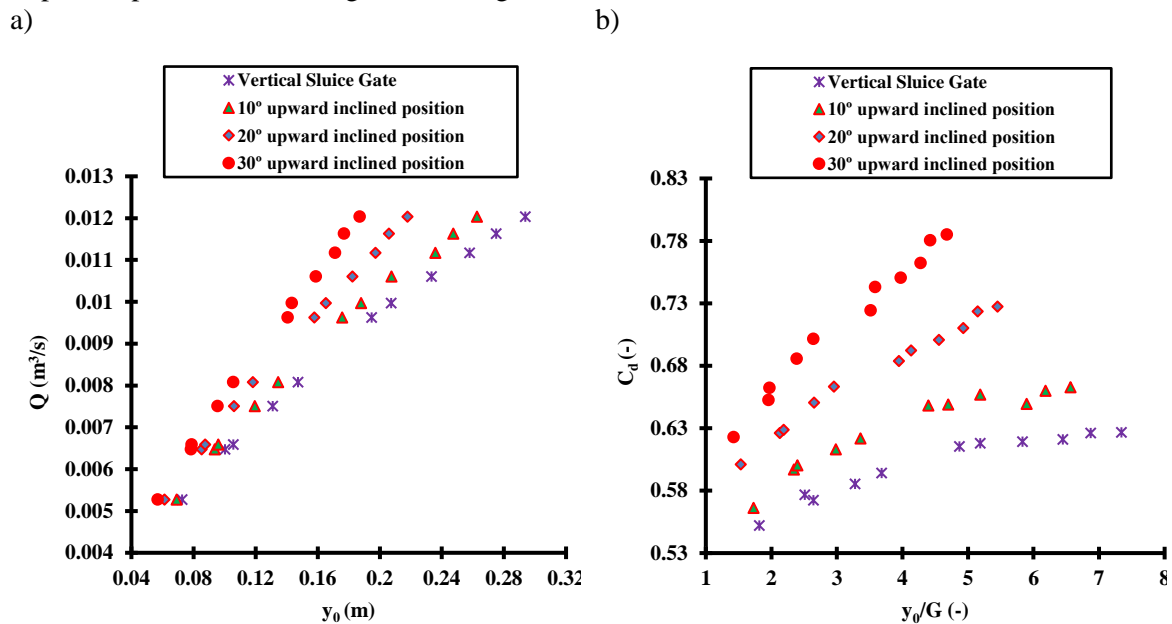 a)
b)
Vertical Sluice Gate
10º upward inclined position
20º upward inclined position
30º upward inclined position
Vertical Sluice Gate
10º upward inclined position
20º upward inclined position
30º upward inclined position
Q (m³/s)
0.013
0.012
0.011
0.01
0.009
0.008
0.007
0.006
0.005
0.004
0.04 0.08 0.12 0.16 0.2 0.24 0.28 0.32
y₀ (m)
C_d (-)
0.83
0.78
0.73
0.68
0.63
0.58
0.53
1 2 3 4 5 6 7 8
y₀/G (-)